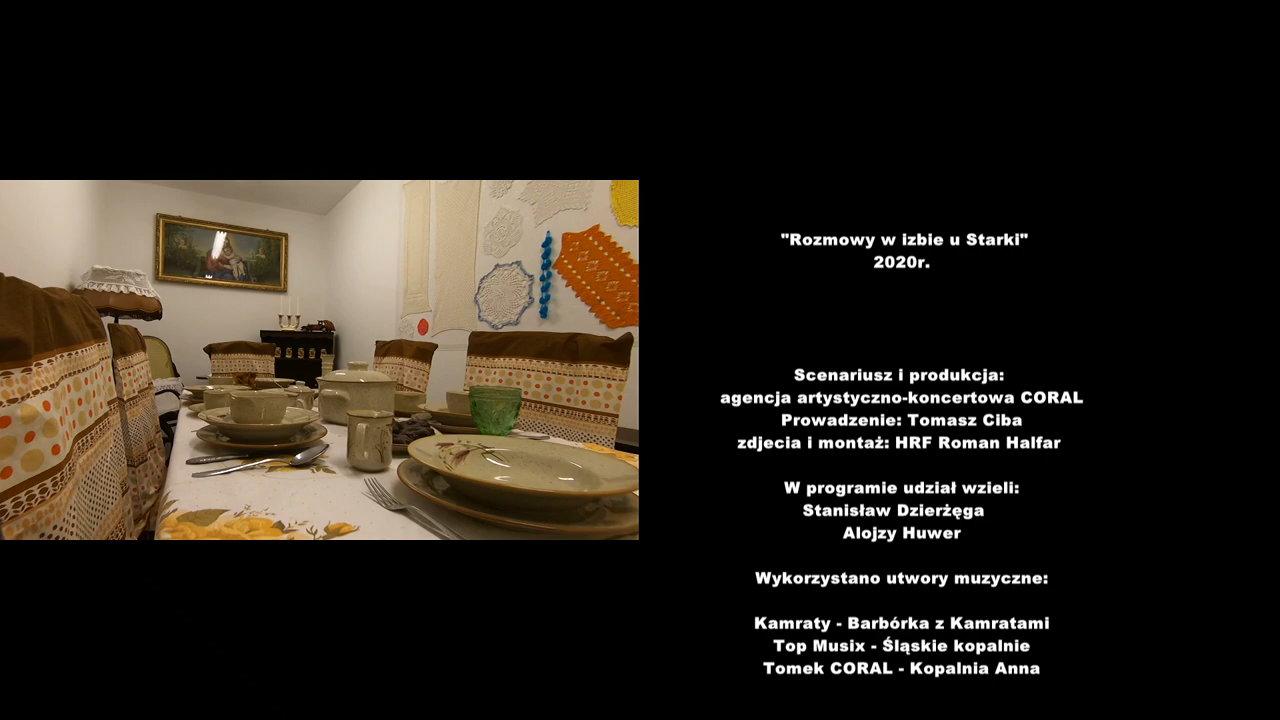 "Rozmowy w izbie u Starki"
2020r.
Scenariusz i produkcja:
agencja artystyczno-koncertowa CORAL
Prowadzenie: Tomasz Ciba
zdjecia i montaż: HRF Roman Halfar
W programie udział wzieli:
Stanisław Dzierżęga
Alojzy Huwer
Wykorzystano utwory muzyczne:
Kamraty - Barbórka z Kamratami
Top Musix - Śląskie kopalnie
Tomek CORAL - Kopalnia Anna